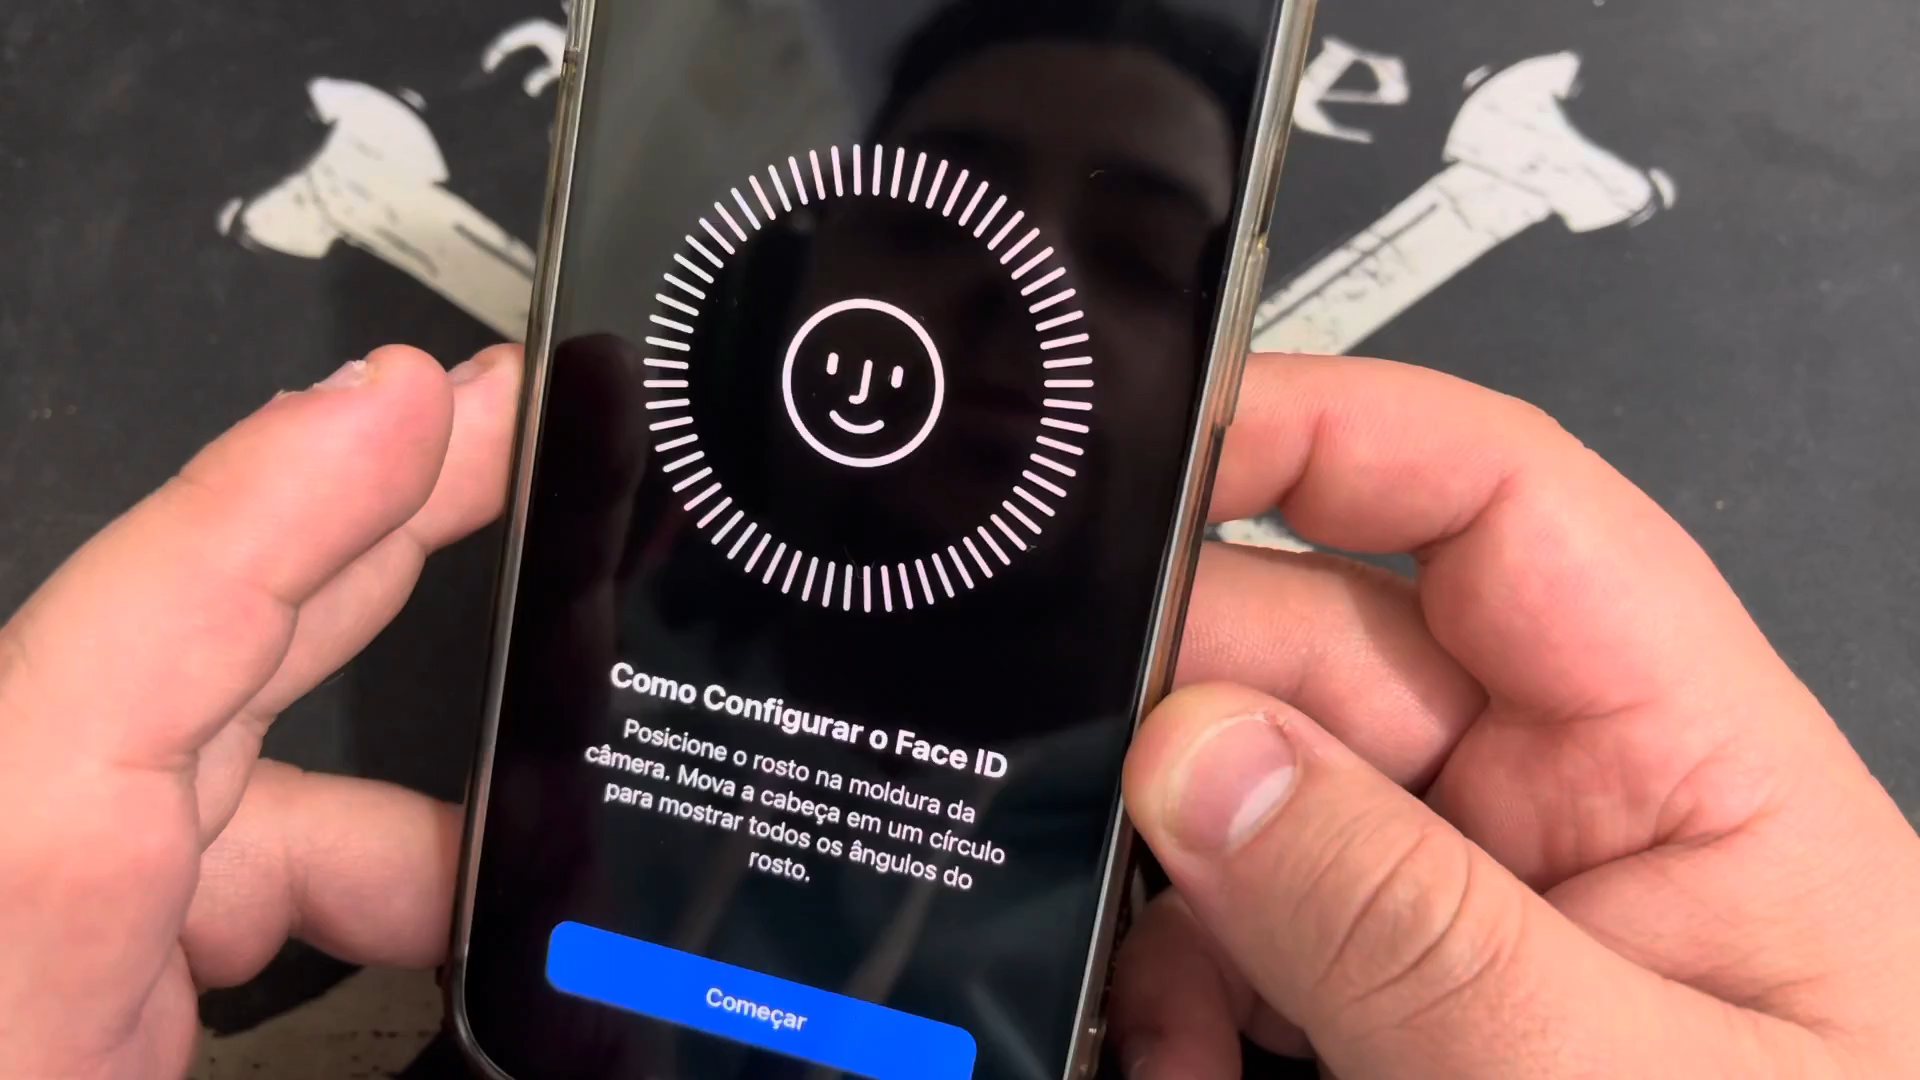 Como Configurar o Face ID
Posicione o rosto na moldura da
câmera. Mova a cabeça em um círculo
para mostrar todos os ângulos do
rosto.
Começar